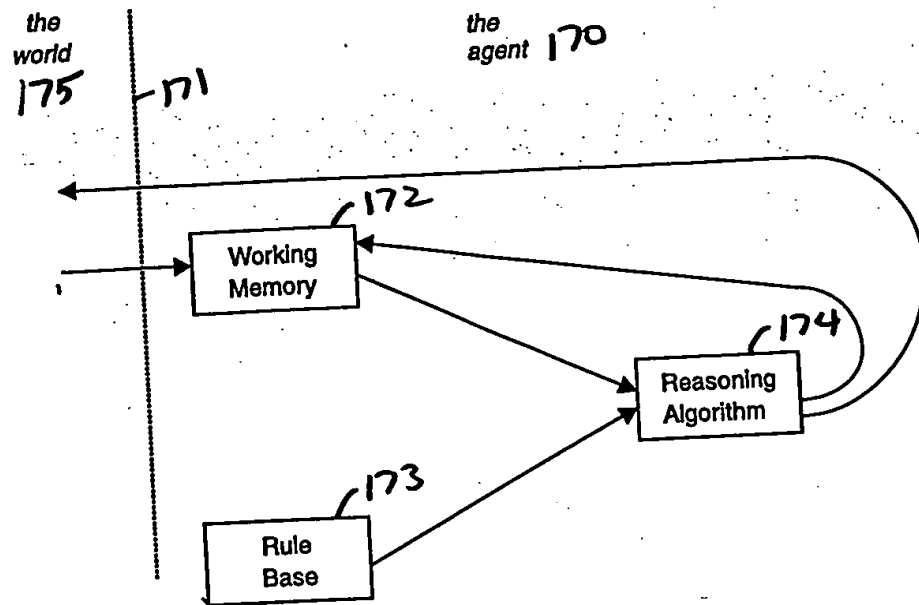 the
world
175
171
the
agent 170
172
Working
Memory
174
Reasoning
Algorithm
173
Rule
Base